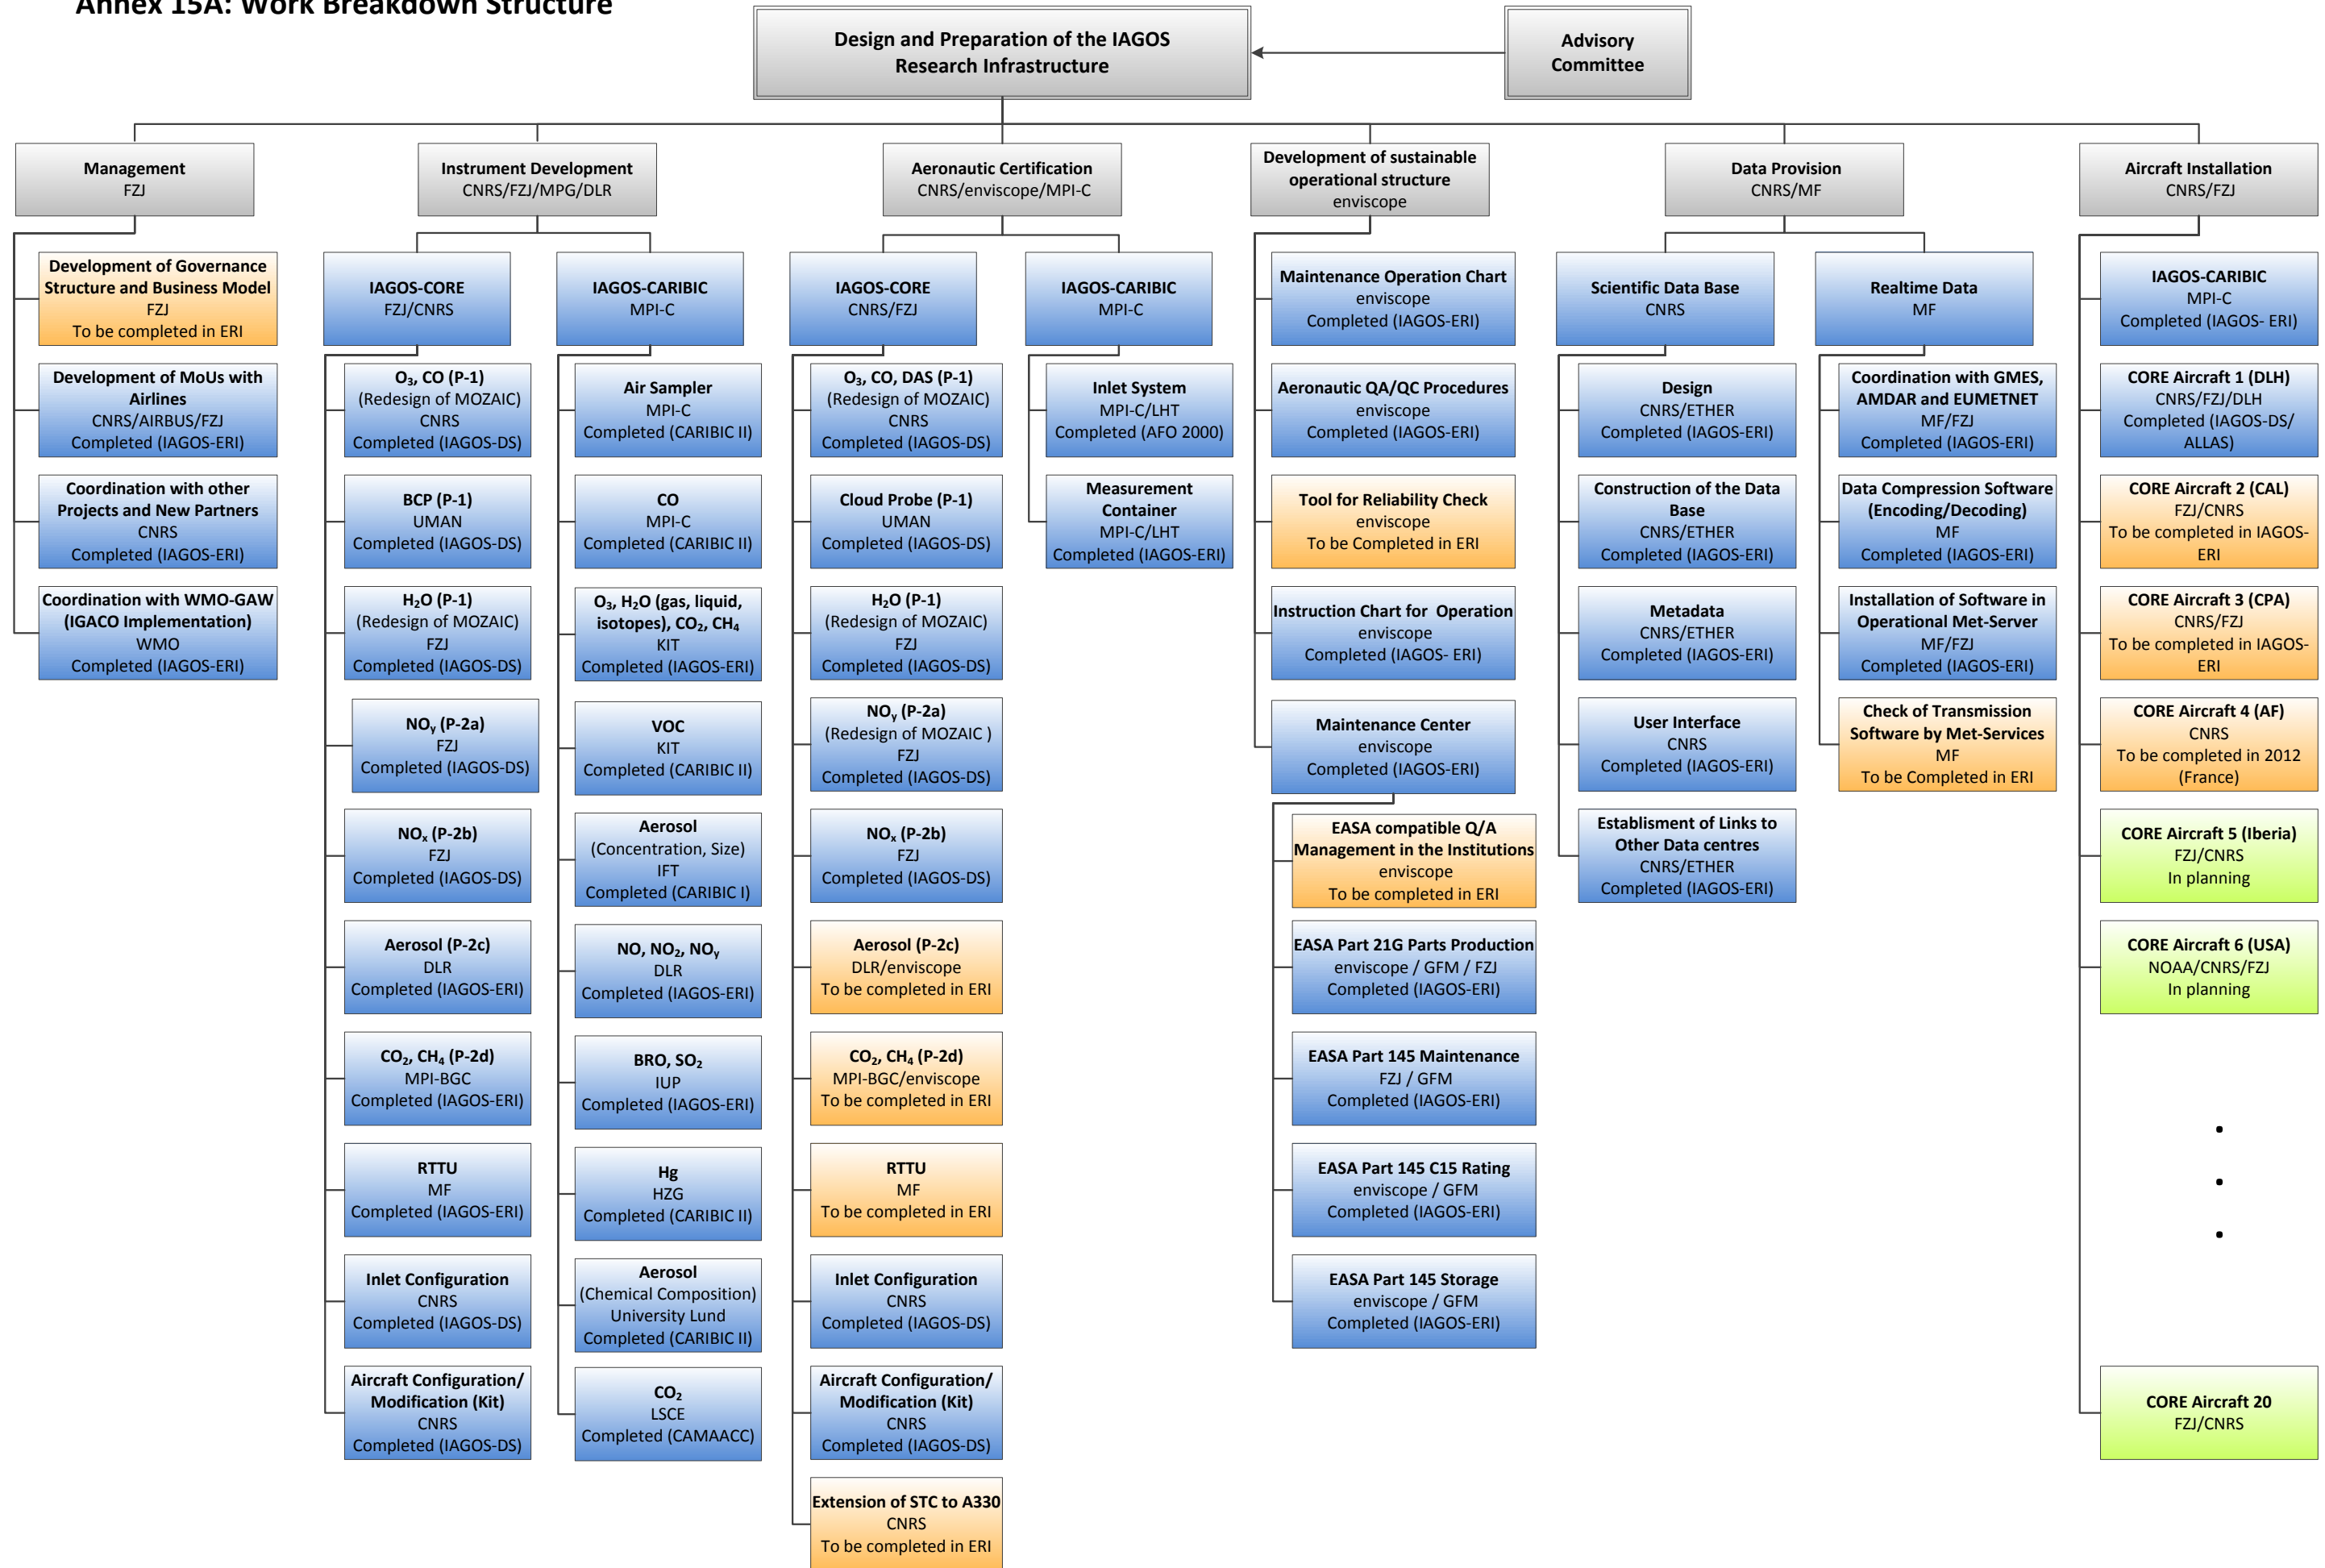 Annex 15A: Work Breakdown Structure
Design and Preparation of the IAGOS
Research Infrastructure
Advisory
Committee
Management
FZJ
Development of Governance
Structure and Business Model
FZJ
To be completed in ERI
Development of MoUs with
Airlines
CNRS/AIRBUS/FZJ
Completed (IAGOS-ERI)
Coordination with other
Projects and New Partners
CNRS
Completed (IAGOS-ERI)
Coordination with WMO-GAW
(IGACO Implementation)
WMO
Completed (IAGOS-ERI)
Instrument Development
CNRS/FZJ/MPG/DLR
IAGOS-CORE
FZJ/CNRS
O₃, CO (P-1)
(Redesign of MOZAIC)
CNRS
Completed (IAGOS-DS)
BCP (P-1)
UMAN
Completed (IAGOS-DS)
H₂O (P-1)
(Redesign of MOZAIC)
FZJ
Completed (IAGOS-DS)
NOy (P-2a)
FZJ
Completed (IAGOS-DS)
NOₓ (P-2b)
FZJ
Completed (IAGOS-DS)
Aerosol (P-2c)
DLR
Completed (IAGOS-ERI)
CO₂, CH₄ (P-2d)
MPI-BGC
Completed (IAGOS-ERI)
RTTU
MF
Completed (IAGOS-ERI)
Inlet Configuration
CNRS
Completed (IAGOS-DS)
Aircraft Configuration/
Modification (Kit)
CNRS
Completed (IAGOS-DS)
IAGOS-CARIBIC
MPI-C
Air Sampler
MPI-C
Completed (CARIBIC II)
CO
MPI-C
Completed (CARIBIC II)
O₃, H₂O (gas, liquid,
isotopes), CO₂, CH₄
KIT
Completed (IAGOS-ERI)
VOC
KIT
Completed (CARIBIC II)
Aerosol
(Concentration, Size)
IFT
Completed (CARIBIC I)
NO, NO₂, NOy
DLR
Completed (IAGOS-ERI)
BRO, SO₂
IUP
Completed (IAGOS-ERI)
Hg
HZG
Completed (CARIBIC II)
Aerosol
(Chemical Composition)
University Lund
Completed (CARIBIC II)
CO₂
LSCE
Completed (CAMAACC)
Aeronautic Certification
CNRS/enviscope/MPI-C
IAGOS-CORE
CNRS/FZJ
O₃, CO, DAS (P-1)
(Redesign of MOZAIC)
CNRS
Completed (IAGOS-DS)
Cloud Probe (P-1)
UMAN
Completed (IAGOS-DS)
H₂O (P-1)
(Redesign of MOZAIC)
FZJ
Completed (IAGOS-DS)
NOy (P-2a)
(Redesign of MOZAIC )
FZJ
Completed (IAGOS-DS)
NOₓ (P-2b)
FZJ
Completed (IAGOS-DS)
Aerosol (P-2c)
DLR/enviscope
To be completed in ERI
CO₂, CH₄ (P-2d)
MPI-BGC/enviscope
To be completed in ERI
RTTU
MF
To be completed in ERI
Inlet Configuration
CNRS
Completed (IAGOS-DS)
Aircraft Configuration/
Modification (Kit)
CNRS
Completed (IAGOS-DS)
Extension of STC to A330
CNRS
To be completed in ERI
IAGOS-CARIBIC
MPI-C
Inlet System
MPI-C/LHT
Completed (AFO 2000)
Measurement
Container
MPI-C/LHT
Completed (IAGOS-ERI)
Development of sustainable
operational structure
enviscope
Maintenance Operation Chart
enviscope
Completed (IAGOS-ERI)
Aeronautic QA/QC Procedures
enviscope
Completed (IAGOS-ERI)
Tool for Reliability Check
enviscope
To be Completed in ERI
Instruction Chart for Operation
enviscope
Completed (IAGOS- ERI)
Maintenance Center
enviscope
Completed (IAGOS-ERI)
EASA compatible Q/A
Management in the Institutions
enviscope
To be completed in ERI
EASA Part 21G Parts Production
enviscope / GFM / FZJ
Completed (IAGOS-ERI)
EASA Part 145 Maintenance
FZJ / GFM
Completed (IAGOS-ERI)
EASA Part 145 C15 Rating
enviscope / GFM
Completed (IAGOS-ERI)
EASA Part 145 Storage
enviscope / GFM
Completed (IAGOS-ERI)
Data Provision
CNRS/MF
Scientific Data Base
CNRS
Design
CNRS/ETHER
Completed (IAGOS-ERI)
Construction of the Data
Base
CNRS/ETHER
Completed (IAGOS-ERI)
Metadata
CNRS/ETHER
Completed (IAGOS-ERI)
User Interface
CNRS
Completed (IAGOS-ERI)
Establisment of Links to
Other Data centres
CNRS/ETHER
Completed (IAGOS-ERI)
Realtime Data
MF
Coordination with GMES,
AMDAR and EUMETNET
MF/FZJ
Completed (IAGOS-ERI)
Data Compression Software
(Encoding/Decoding)
MF
Completed (IAGOS-ERI)
Installation of Software in
Operational Met-Server
MF/FZJ
Completed (IAGOS-ERI)
Check of Transmission
Software by Met-Services
MF
To be Completed in ERI
Aircraft Installation
CNRS/FZJ
IAGOS-CARIBIC
MPI-C
Completed (IAGOS- ERI)
CORE Aircraft 1 (DLH)
CNRS/FZJ/DLH
Completed (IAGOS-DS/
ALLAS)
CORE Aircraft 2 (CAL)
FZJ/CNRS
To be completed in IAGOS-
ERI
CORE Aircraft 3 (CPA)
CNRS/FZJ
To be completed in IAGOS-
ERI
CORE Aircraft 4 (AF)
CNRS
To be completed in 2012
(France)
CORE Aircraft 5 (Iberia)
FZJ/CNRS
In planning
CORE Aircraft 6 (USA)
NOAA/CNRS/FZJ
In planning
.
.
.
CORE Aircraft 20
FZJ/CNRS